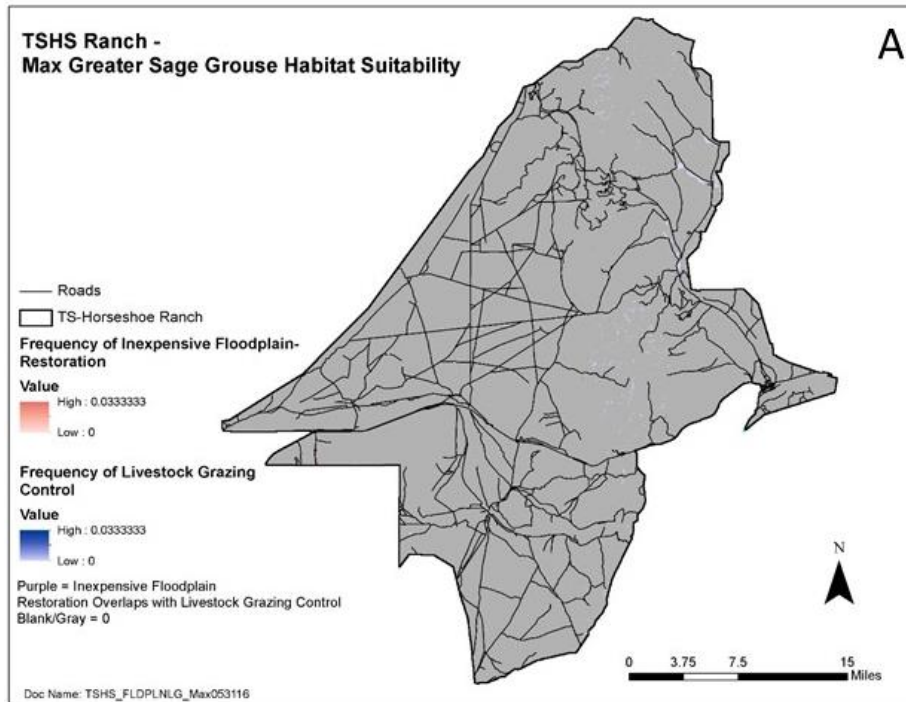 TSHS Ranch -
Max Greater Sage Grouse Habitat Suitability
A
Roads
TS-Horseshoe Ranch
Frequency of Inexpensive Floodplain-
Restoration
Value
High : 0.0333333
Low : 0
Frequency of Livestock Grazing
Control
Value
High : 0.0333333
Low : 0
Purple = Inexpensive Floodplain
Restoration Overlaps with Livestock Grazing Control
Blank/Gray = 0
N
0 3.75 7.5 15
Miles
Doc Name: TSHS_FLDPLNLG_Max053116